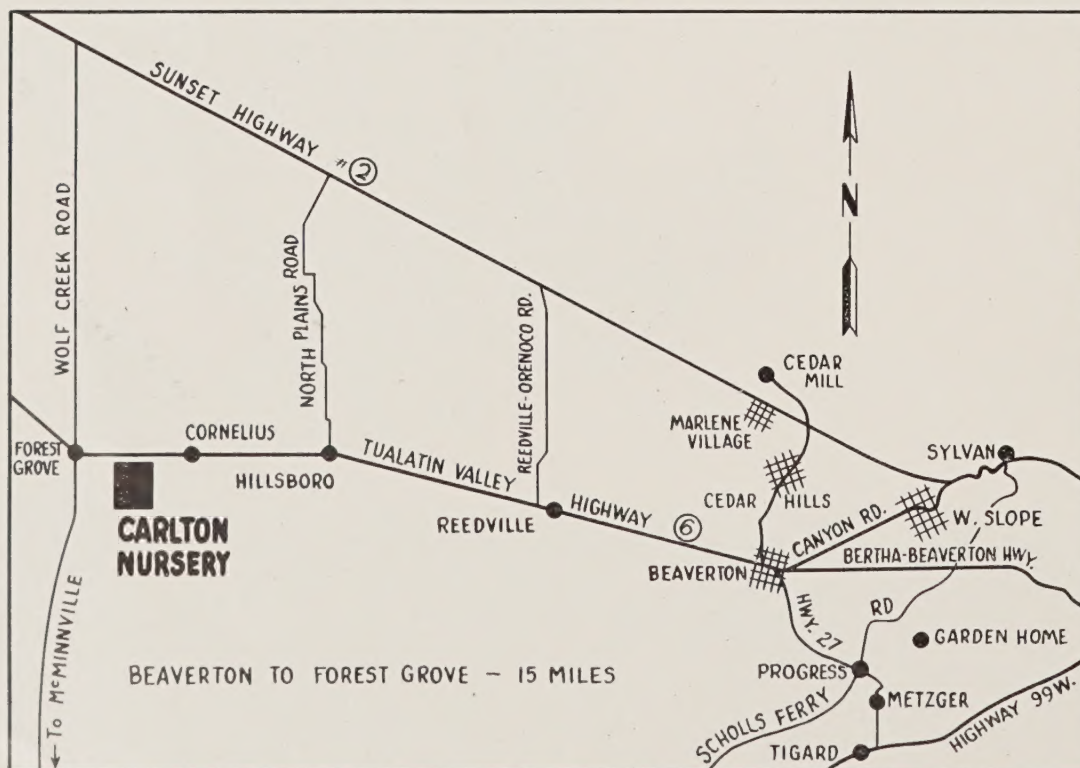 SUNSET HIGHWAY #2
N
WOLF CREEK ROAD
NORTH PLAINS ROAD
REEDVILLE-ORENOCO RD.
CEDAR
MILL
MARLENE
VILLAGE
FOREST
GROVE
CORNELIUS
HILLSBORO
TUALATIN VALLEY
HIGHWAY 6
REEDVILLE
CEDAR HILLS
SYLVAN
CANYON RD.
W. SLOPE
BEAVERTON
BERTHA-BEAVERTON HWY.
CARLTON
NURSERY
HWY. 27
RD
GARDEN HOME
BEAVERTON TO FOREST GROVE - 15 MILES
PROGRESS
METZGER
SCHOLLS FERRY
HIGHWAY 99W.
TIGARD
To McMINNVILLE